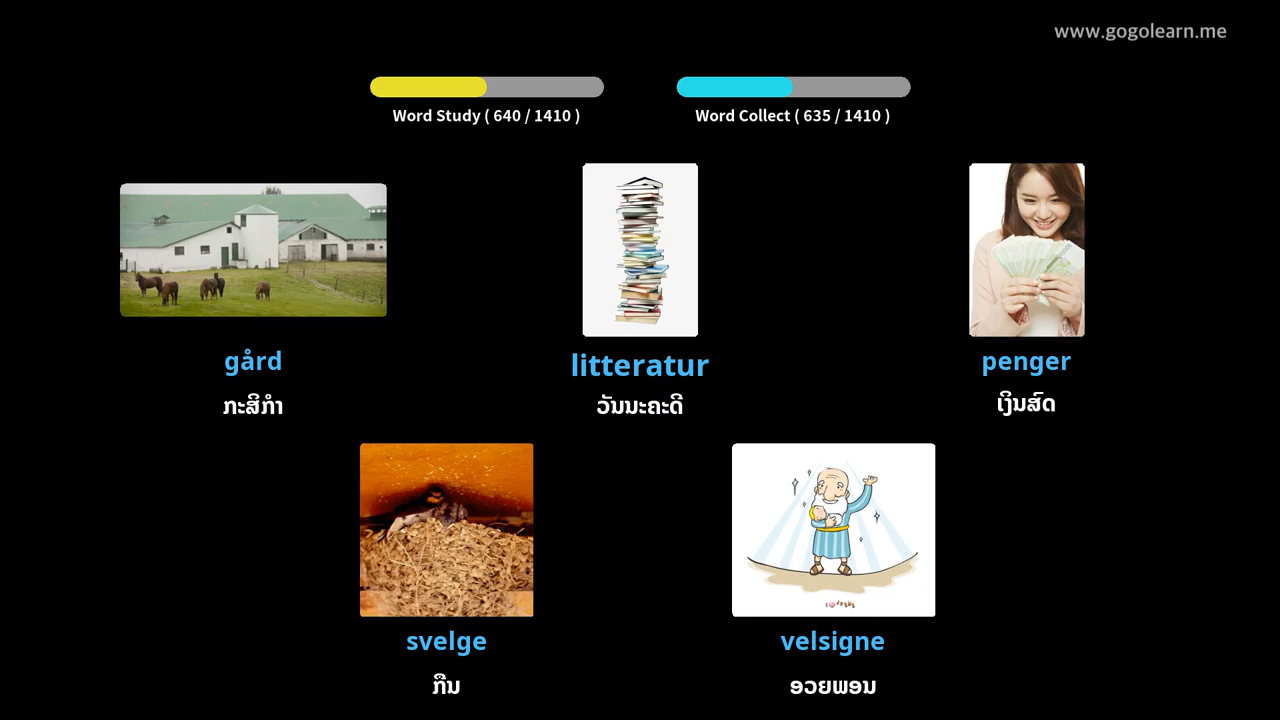 www.gogolearn.me
Word Study ( 640 / 1410 )
Word Collect ( 635 / 1410 )
gård
litteratur
penger
ກະສິກຳ
ວັນນະຄະດີ
ເງິນສົດ
svelge
velsigne
ກືນ
ອວຍພອນ
I ❤ JESUS